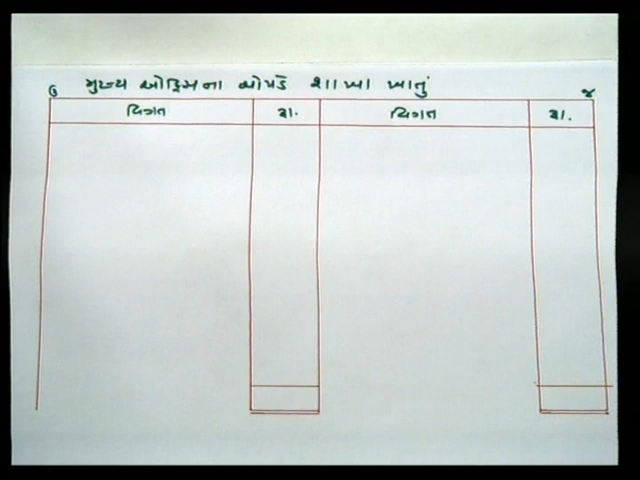 ઉ મુખ્ય ઓફિસના ચોપડે શાખા ખાતું જ
વિગત રૂા. વિગત રૂા.